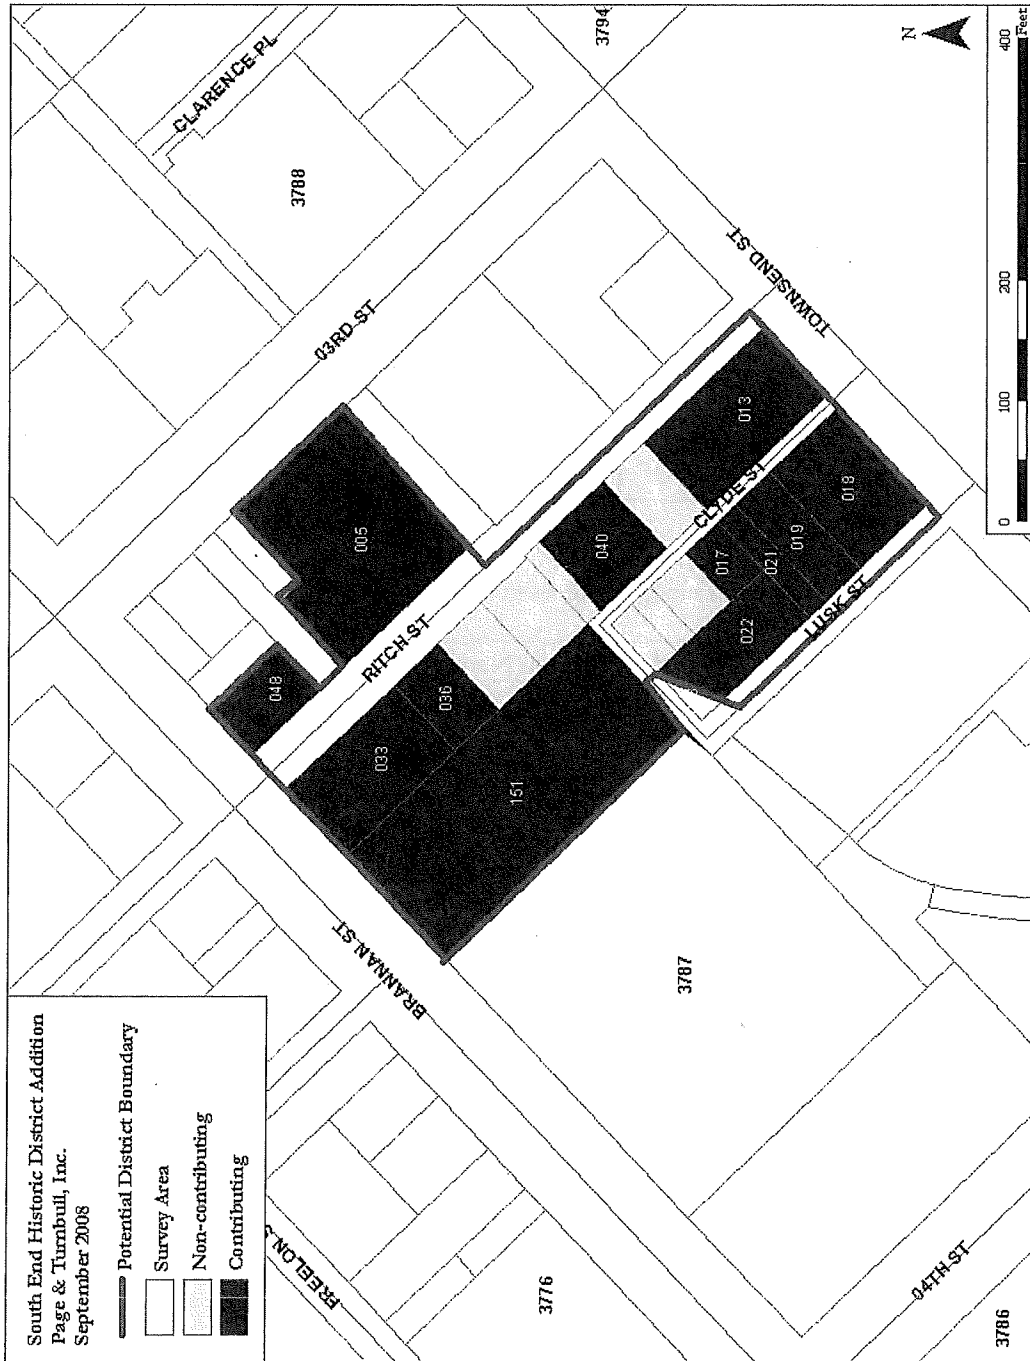 South End Historic District Addition
Page & Turnbull, Inc.
September 2008
Potential District Boundary
Survey Area
Non-contributing
Contributing
FREELON S
BRANNAN ST
RITCH ST
03RD ST
CLARENCE PL
CLYDE ST
LUSK ST
TOWNSEND ST
04TH ST
3776
3786
3787
3788
3794
048
005
033
036
151
040
013
017
021
019
018
022
N
0 100 200 400
Feet